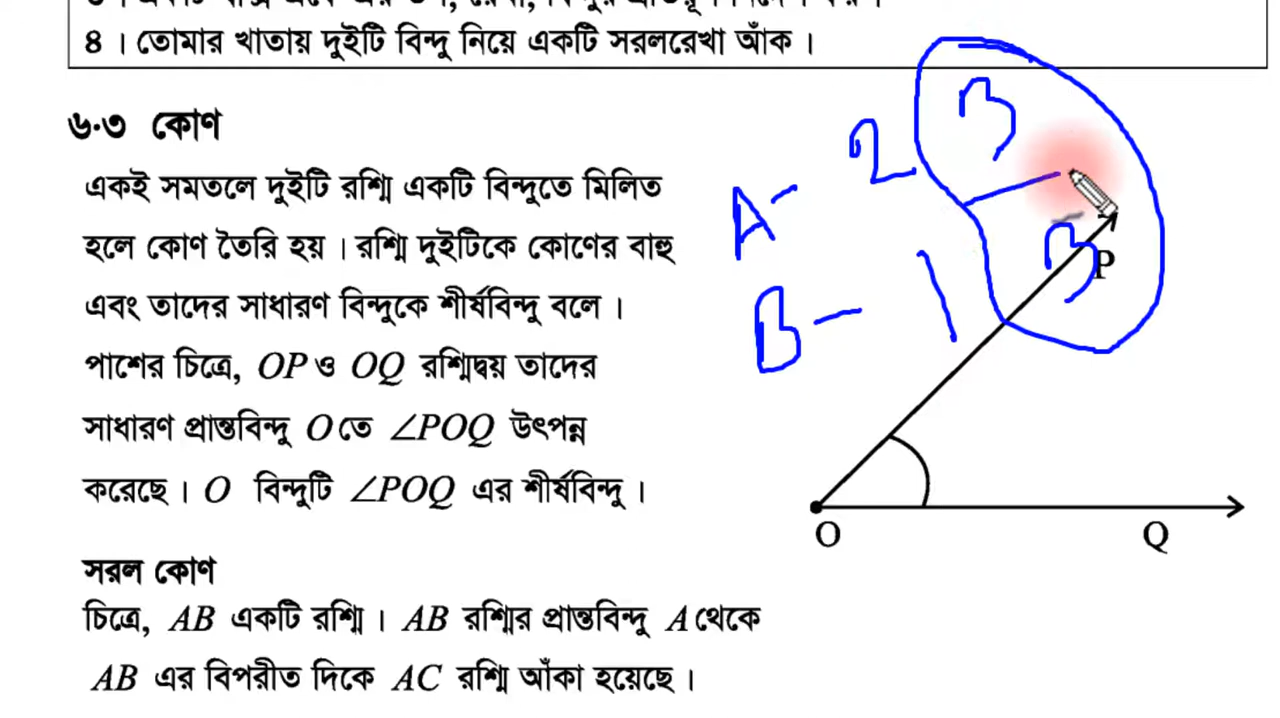 ৪। তোমার খাতায় দুইটি বিন্দু নিয়ে একটি সরলরেখা আঁক।
৬.৩ কোণ
একই সমতলে দুইটি রশ্মি একটি বিন্দুতে মিলিত
হলে কোণ তৈরি হয়। রশ্মি দুইটিকে কোণের বাহু
এবং তাদের সাধারণ বিন্দুকে শীর্ষবিন্দু বলে।
পাশের চিত্রে, OP ও OQ রশ্মিদ্বয় তাদের
সাধারণ প্রান্তবিন্দু O তে ∠POQ উৎপন্ন
করেছে। O বিন্দুটি ∠POQ এর শীর্ষবিন্দু।
A - 2
B - 1
P
O
Q
সরল কোণ
চিত্রে, AB একটি রশ্মি। AB রশ্মির প্রান্তবিন্দু A থেকে
AB এর বিপরীত দিকে AC রশ্মি আঁকা হয়েছে।